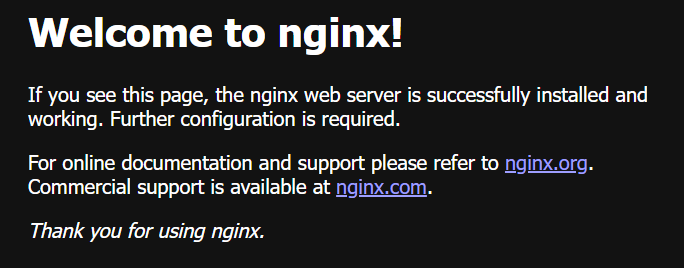 Welcome to nginx!
If you see this page, the nginx web server is successfully installed and
working. Further configuration is required.
For online documentation and support please refer to nginx.org.
Commercial support is available at nginx.com.
Thank you for using nginx.